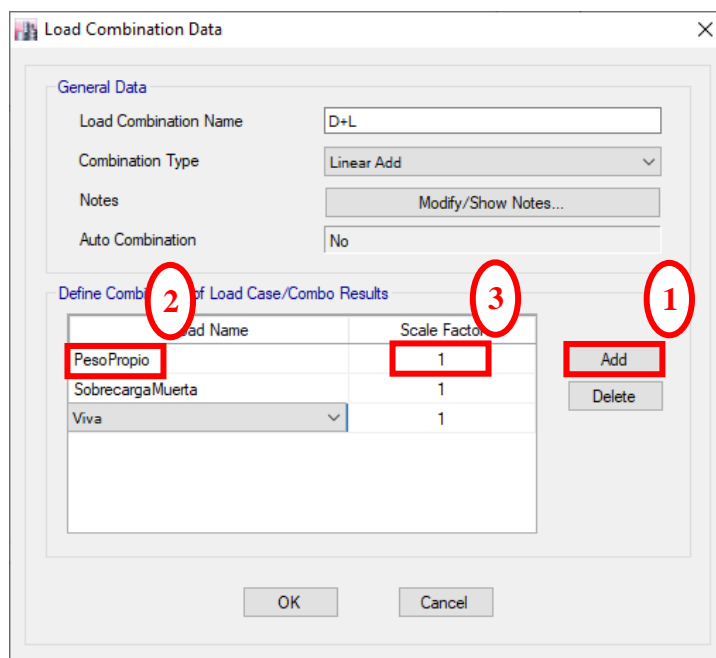 Load Combination Data
General Data
Load Combination Name D+L
Combination Type Linear Add
Notes Modify/Show Notes...
Auto Combination No
Define Comb of Load Case/Combo Results
2 3 1
ad Name Scale Factor
PesoPropio 1 Add
SobrecargaMuerta 1 Delete
Viva 1
OK Cancel